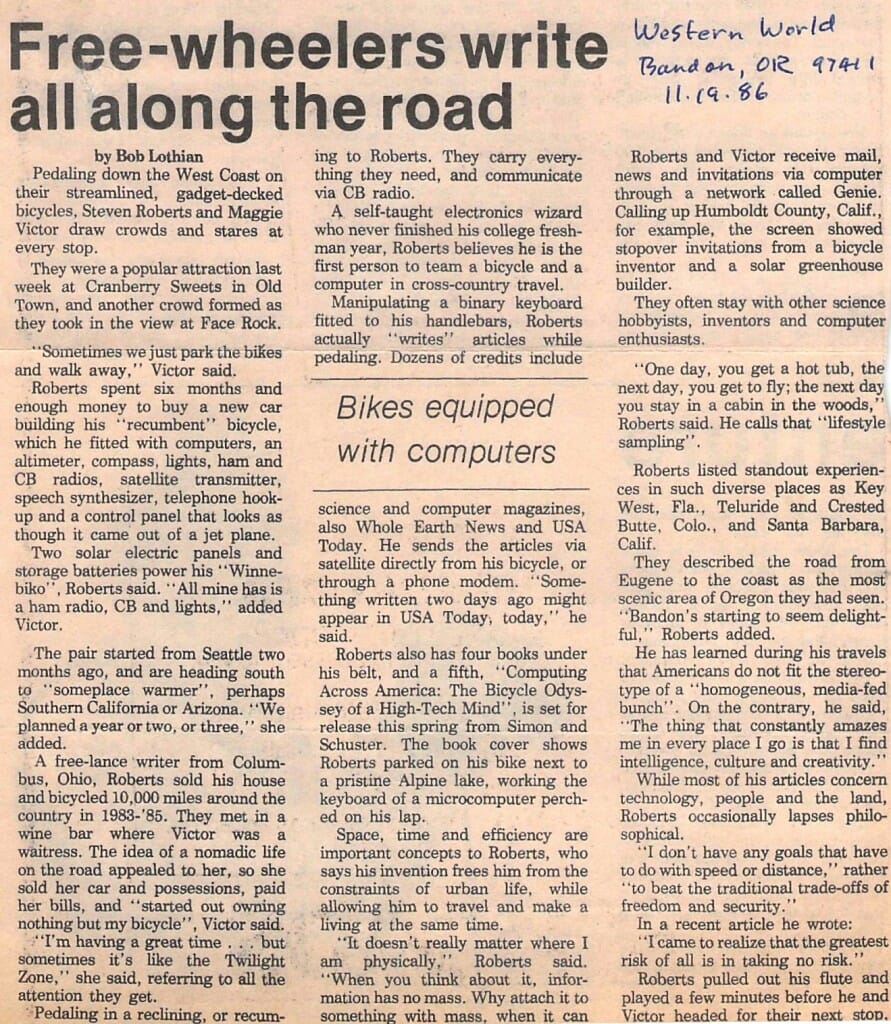 Free-wheelers write
all along the road
Western World
Bandon, OR 97411
11.19.86
by Bob Lothian
Pedaling down the West Coast on
their streamlined, gadget-decked
bicycles, Steven Roberts and Maggie
Victor draw crowds and stares at
every stop.
They were a popular attraction last
week at Cranberry Sweets in Old
Town, and another crowd formed as
they took in the view at Face Rock.
"Sometimes we just park the bikes
and walk away," Victor said.
Roberts spent six months and
enough money to buy a new car
building his "recumbent" bicycle,
which he fitted with computers, an
altimeter, compass, lights, ham and
CB radios, satellite transmitter,
speech synthesizer, telephone hook-
up and a control panel that looks as
though it came out of a jet plane.
Two solar electric panels and
storage batteries power his "Winne-
biko", Roberts said. "All mine has is
a ham radio, CB and lights," added
Victor.
The pair started from Seattle two
months ago, and are heading south
to "someplace warmer", perhaps
Southern California or Arizona. "We
planned a year or two, or three," she
added.
A free-lance writer from Colum-
bus, Ohio, Roberts sold his house
and bicycled 10,000 miles around the
country in 1983-'85. They met in a
wine bar where Victor was a
waitress. The idea of a nomadic life
on the road appealed to her, so she
sold her car and possessions, paid
her bills, and "started out owning
nothing but my bicycle", Victor said.
"I'm having a great time . . . but
sometimes it's like the Twilight
Zone," she said, referring to all the
attention they get.
Pedaling in a reclining, or recum-
ing to Roberts. They carry every-
thing they need, and communicate
via CB radio.
A self-taught electronics wizard
who never finished his college fresh-
man year, Roberts believes he is the
first person to team a bicycle and a
computer in cross-country travel.
Manipulating a binary keyboard
fitted to his handlebars, Roberts
actually "writes" articles while
pedaling. Dozens of credits include
Bikes equipped
with computers
science and computer magazines,
also Whole Earth News and USA
Today. He sends the articles via
satellite directly from his bicycle, or
through a phone modem. "Some-
thing written two days ago might
appear in USA Today, today," he
said.
Roberts also has four books under
his belt, and a fifth, "Computing
Across America: The Bicycle Odys-
sey of a High-Tech Mind", is set for
release this spring from Simon and
Schuster. The book cover shows
Roberts parked on his bike next to
a pristine Alpine lake, working the
keyboard of a microcomputer perch-
ed on his lap.
Space, time and efficiency are
important concepts to Roberts, who
says his invention frees him from the
constraints of urban life, while
allowing him to travel and make a
living at the same time.
"It doesn't really matter where I
am physically," Roberts said.
"When you think about it, infor-
mation has no mass. Why attach it to
something with mass, when it can
Roberts and Victor receive mail,
news and invitations via computer
through a network called Genie.
Calling up Humboldt County, Calif.,
for example, the screen showed
stopover invitations from a bicycle
inventor and a solar greenhouse
builder.
They often stay with other science
hobbyists, inventors and computer
enthusiasts.
"One day, you get a hot tub, the
next day, you get to fly; the next day
you stay in a cabin in the woods,"
Roberts said. He calls that "lifestyle
sampling".
Roberts listed standout experien-
ces in such diverse places as Key
West, Fla., Teluride and Crested
Butte, Colo., and Santa Barbara,
Calif.
They described the road from
Eugene to the coast as the most
scenic area of Oregon they had seen.
"Bandon's starting to seem delight-
ful," Roberts added.
He has learned during his travels
that Americans do not fit the stereo-
type of a "homogeneous, media-fed
bunch". On the contrary, he said,
"The thing that constantly amazes
me in every place I go is that I find
intelligence, culture and creativity."
While most of his articles concern
technology, people and the land,
Roberts occasionally lapses philo-
sophical.
"I don't have any goals that have
to do with speed or distance," rather
"to beat the traditional trade-offs of
freedom and security."
In a recent article he wrote:
"I came to realize that the greatest
risk of all is in taking no risk."
Roberts pulled out his flute and
played a few minutes before he and
Victor headed for their next stop.